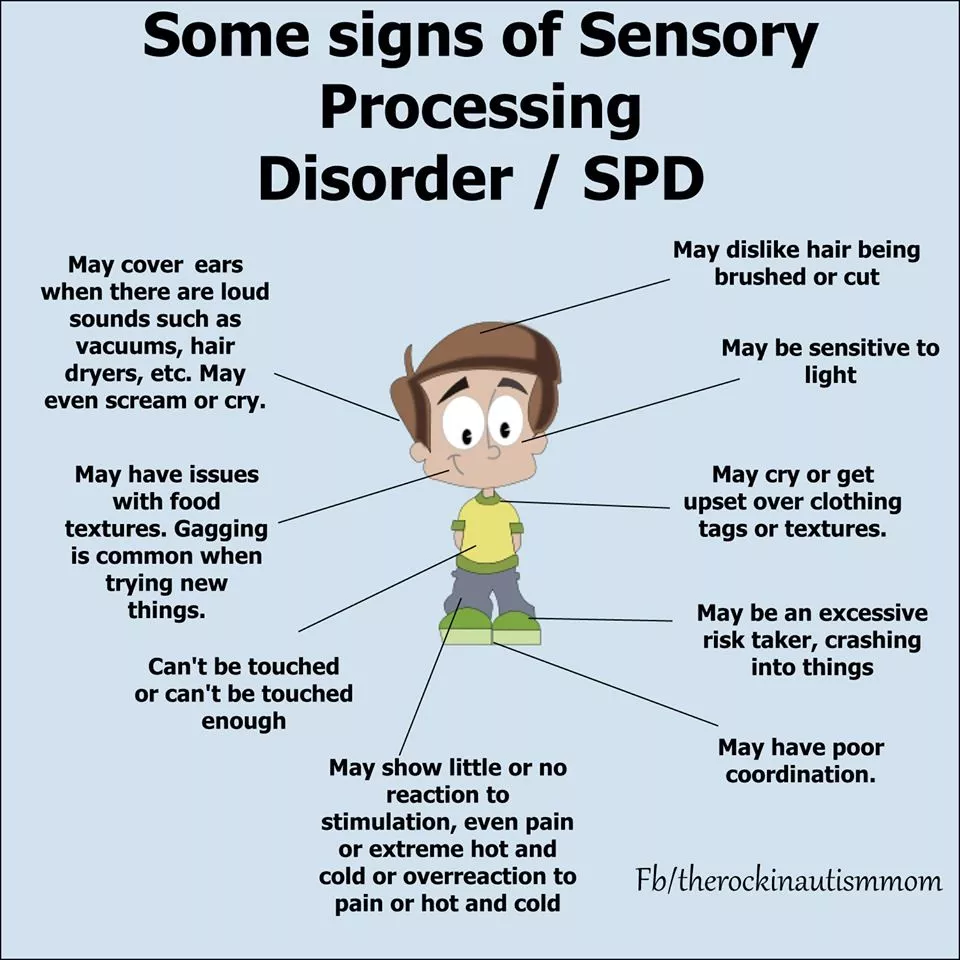 Some signs of Sensory
Processing
Disorder / SPD
May cover ears
when there are loud
sounds such as
vacuums, hair
dryers, etc. May
even scream or cry.
May have issues
with food
textures. Gagging
is common when
trying new
things.
Can't be touched
or can't be touched
enough
May show little or no
reaction to
stimulation, even pain
or extreme hot and
cold or overreaction to
pain or hot and cold
May dislike hair being
brushed or cut
May be sensitive to
light
May cry or get
upset over clothing
tags or textures.
May be an excessive
risk taker, crashing
into things
May have poor
coordination.
Fb/therockinautismmom